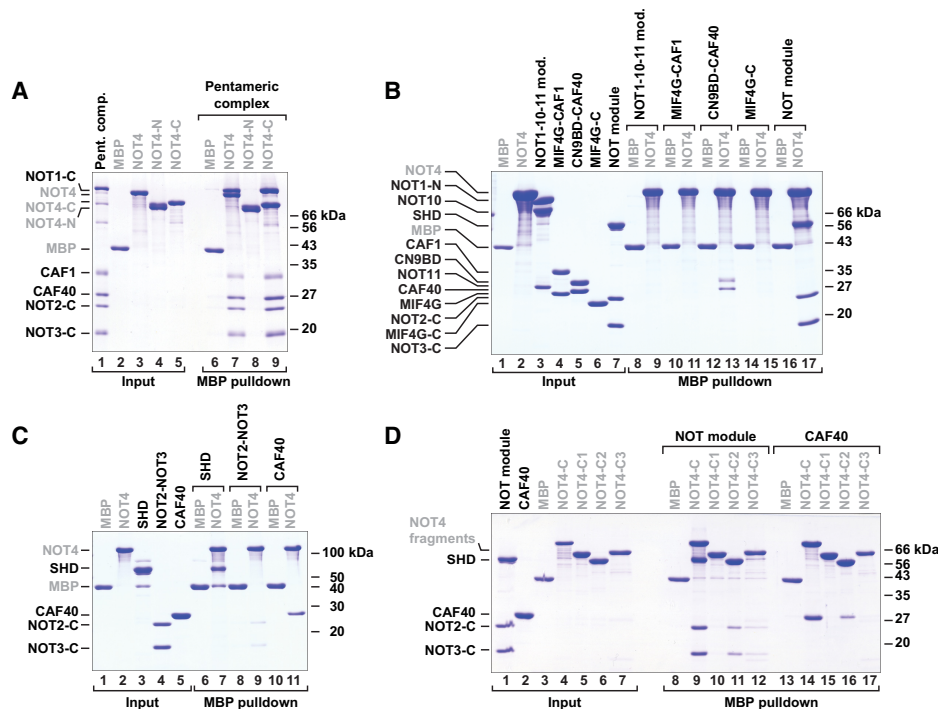 A
Pentameric
complex
Pent. comp.
MBP
NOT4
NOT4-N
NOT4-C
MBP
NOT4
NOT4-N
NOT4-C
NOT1-C
NOT4
NOT4-C
NOT4-N
MBP
CAF1
CAF40
NOT2-C
NOT3-C
66 kDa
56
43
35
27
20
1 2 3 4 5 6 7 8 9
Input
MBP pulldown
B
NOT1-10-11 mod.
MIF4G-CAF1
CN9BD-CAF40
MIF4G-C
NOT module
MBP
NOT4
NOT1-10-11 mod.
MIF4G-CAF1
CN9BD-CAF40
MIF4G-C
NOT module
MBP
NOT4
MBP
NOT4
MBP
NOT4
MBP
NOT4
MBP
NOT4
NOT4
NOT1-N
NOT10
SHD
MBP
CAF1
CN9BD
NOT11
CAF40
MIF4G
NOT2-C
MIF4G-C
NOT3-C
66 kDa
56
43
35
27
20
1 2 3 4 5 6 7 8 9 10 11 12 13 14 15 16 17
Input
MBP pulldown
C
SHD
NOT2-NOT3
CAF40
MBP
NOT4
SHD
NOT2-NOT3
CAF40
MBP
NOT4
MBP
NOT4
MBP
NOT4
NOT4
SHD
MBP
CAF40
NOT2-C
NOT3-C
100 kDa
50
40
30
20
1 2 3 4 5 6 7 8 9 10 11
Input
MBP pulldown
D
NOT module
CAF40
NOT module
CAF40
MBP
NOT4-C
NOT4-C1
NOT4-C2
NOT4-C3
MBP
NOT4-C
NOT4-C1
NOT4-C2
NOT4-C3
MBP
NOT4-C
NOT4-C1
NOT4-C2
NOT4-C3
NOT4
fragments
SHD
CAF40
NOT2-C
NOT3-C
66 kDa
56
43
35
27
20
1 2 3 4 5 6 7 8 9 10 11 12 13 14 15 16 17
Input
MBP pulldown